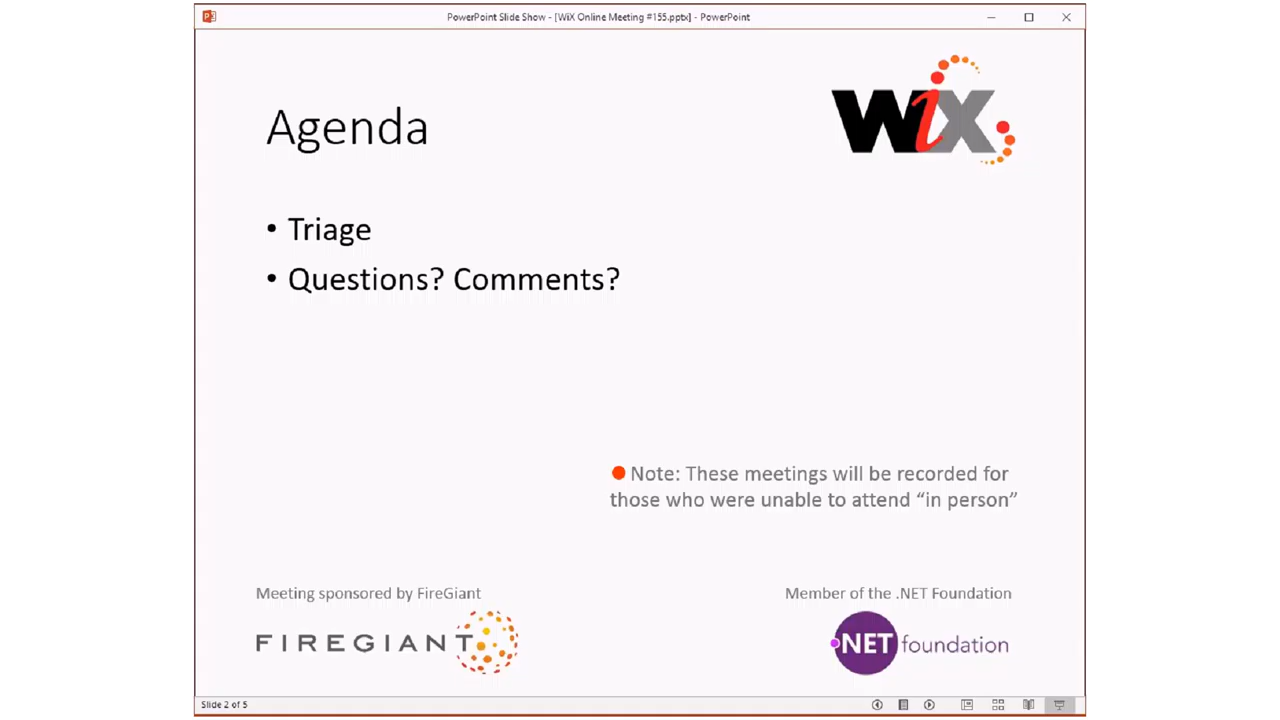 PowerPoint Slide Show - [WiX Online Meeting #155.pptx] - PowerPoint
WiX
Agenda
• Triage
• Questions? Comments?
Note: These meetings will be recorded for
those who were unable to attend “in person”
Meeting sponsored by FireGiant
Member of the .NET Foundation
FIREGIANT
.NET foundation
Slide 2 of 5